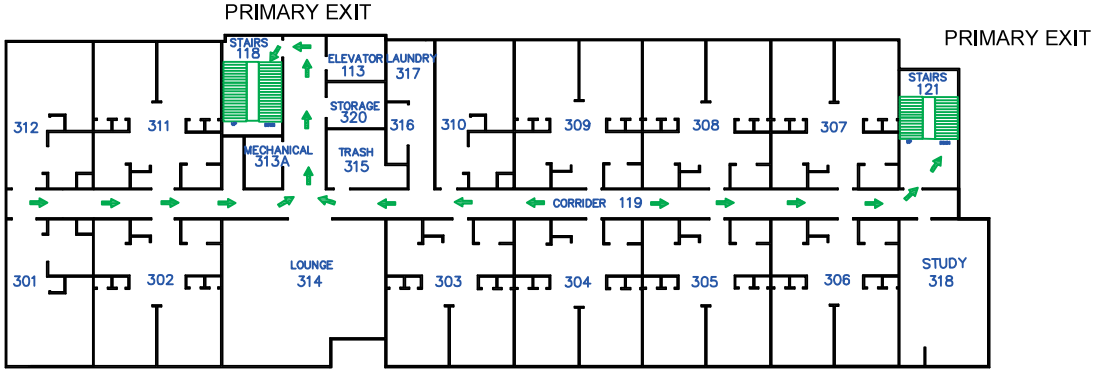 PRIMARY EXIT
PRIMARY EXIT
STAIRS
118
ELEVATOR
113
LAUNDRY
317
STAIRS
121
STORAGE
320
312
311
316
310
309
308
307
MECHANICAL
313A
TRASH
315
CORRIDER 119
301
302
LOUNGE
314
303
304
305
306
STUDY
318